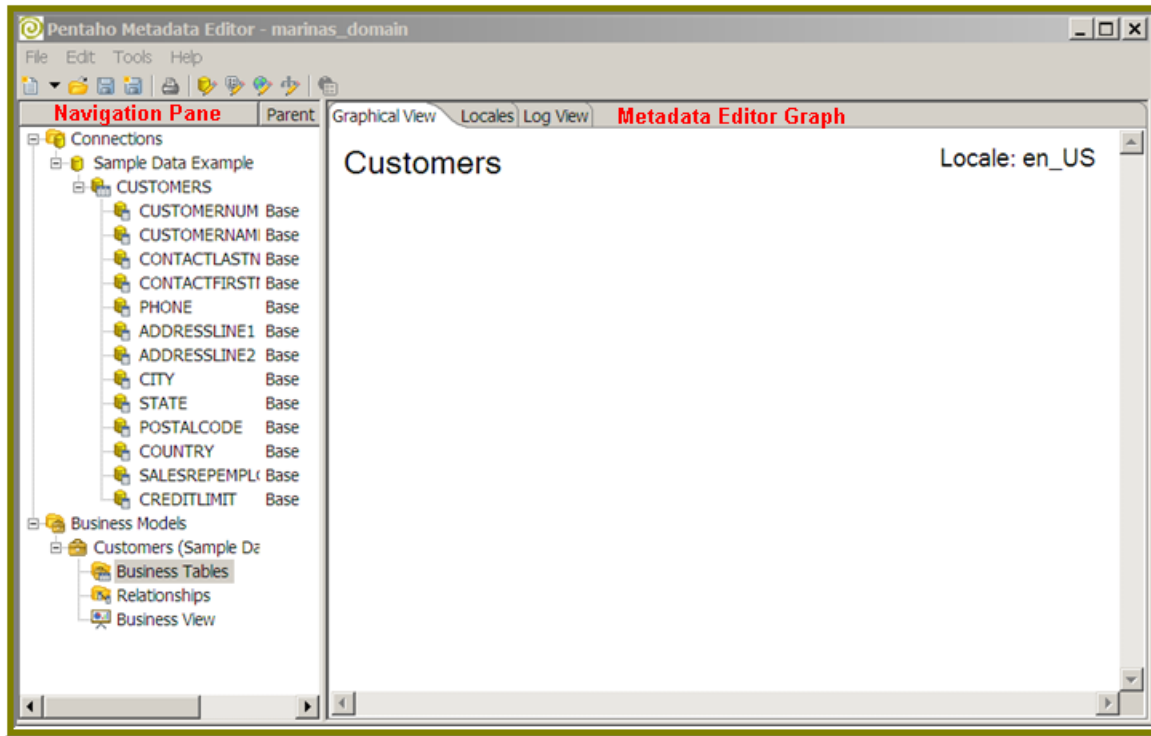 Pentaho Metadata Editor - marinas_domain
File Edit Tools Help
Navigation Pane Parent Graphical View Locales Log View Metadata Editor Graph
Connections
Customers Locale: en_US
Sample Data Example
CUSTOMERS
CUSTOMERNUM Base
CUSTOMERNAM Base
CONTACTLASTN Base
CONTACTFIRST Base
PHONE Base
ADDRESSLINE1 Base
ADDRESSLINE2 Base
CITY Base
STATE Base
POSTALCODE Base
COUNTRY Base
SALESREPEMPL Base
CREDITLIMIT Base
Business Models
Customers (Sample Da
Business Tables
Relationships
Business View